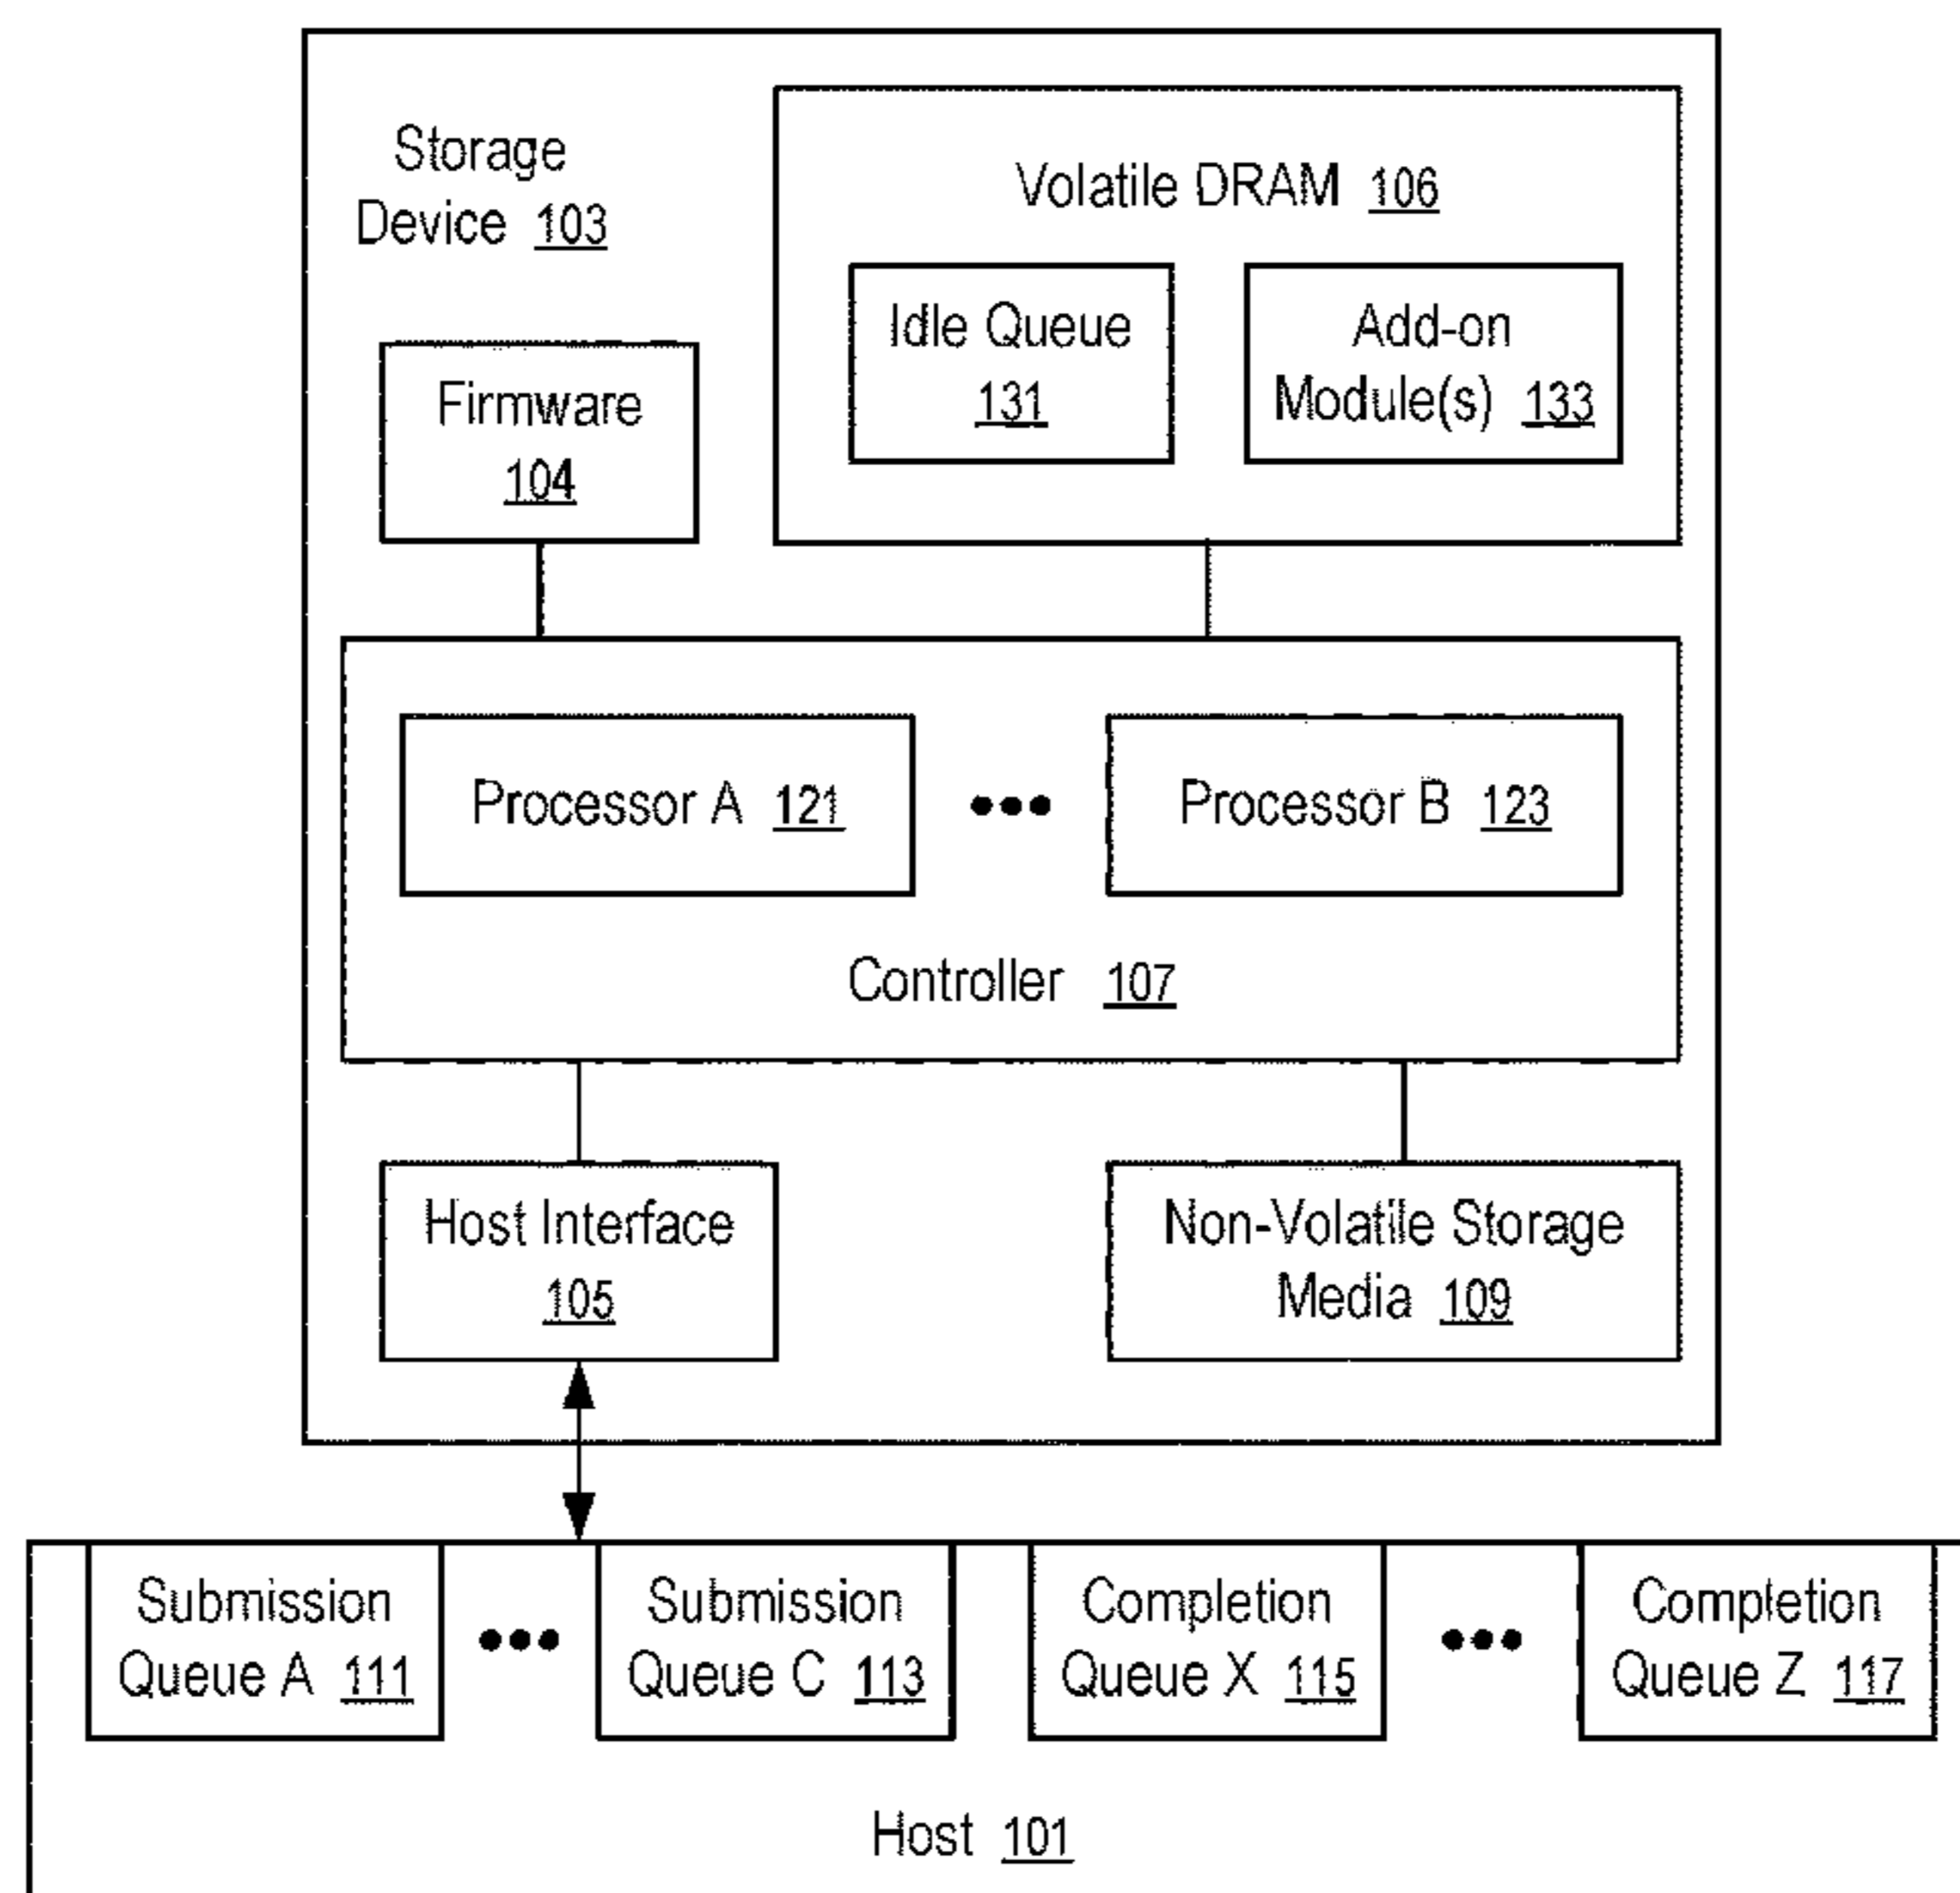 Storage
Device 103
Volatile DRAM 106
Idle Queue
131
Add-on
Module(s) 133
Firmware
104
Processor A 121
Processor B 123
Controller 107
Host Interface
105
Non-Volatile Storage
Media 109
Submission
Queue A 111
Submission
Queue C 113
Completion
Queue X 115
Completion
Queue Z 117
Host 101